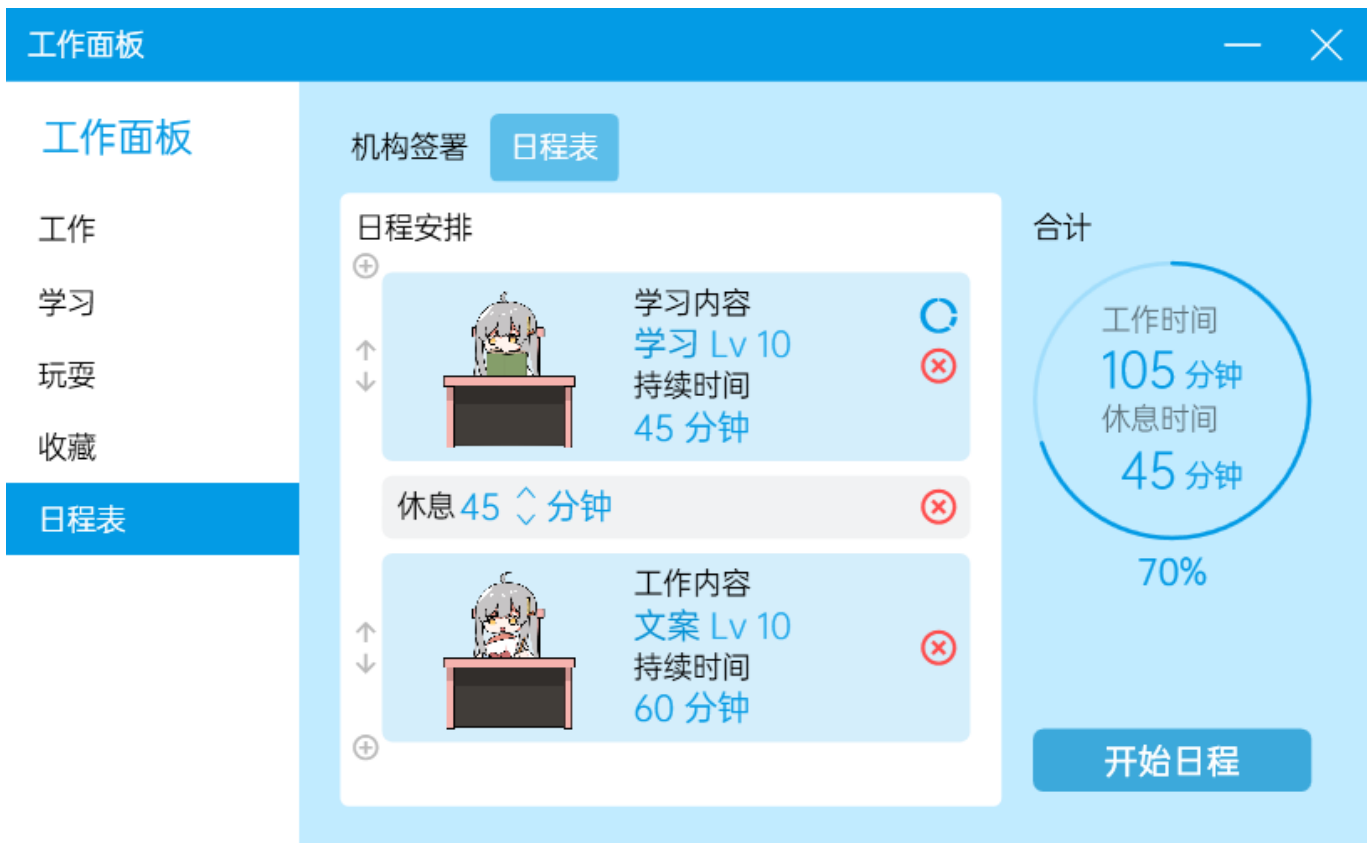 工作面板
工作面板
工作
学习
玩耍
收藏
日程表
机构签署 日程表
日程安排
学习内容
学习 Lv 10
持续时间
45 分钟
休息 45 分钟
工作内容
文案 Lv 10
持续时间
60 分钟
合计
工作时间
105 分钟
休息时间
45 分钟
70%
开始日程